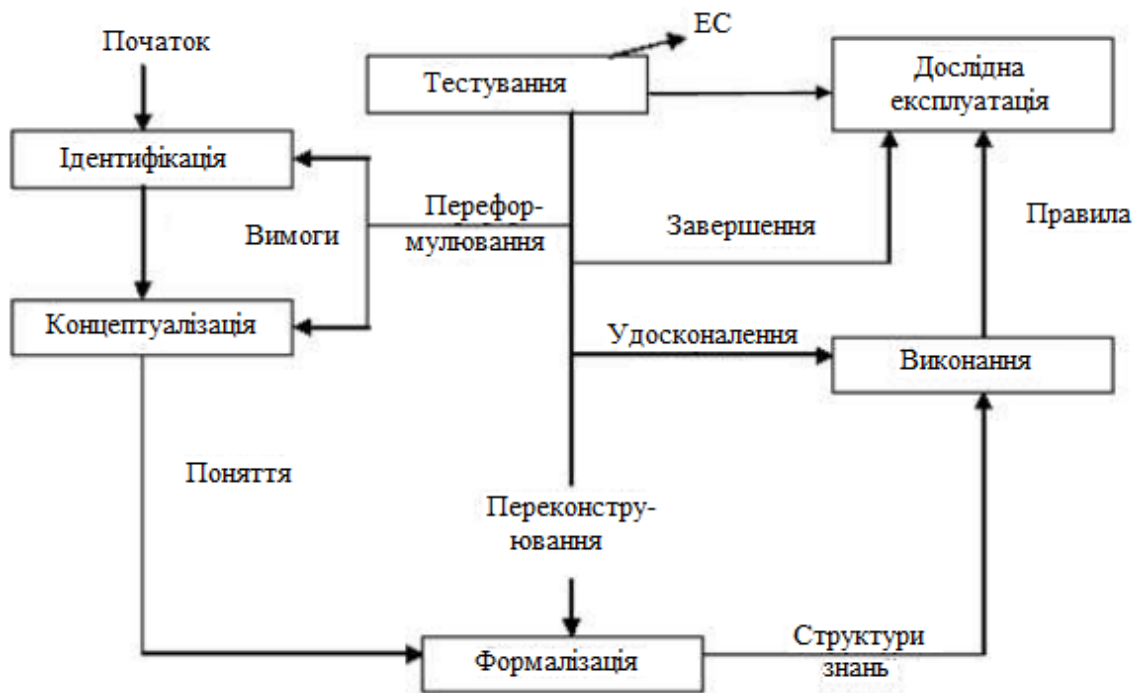 Початок
ЕС
Тестування
Дослідна
експлуатація
Ідентифікація
Вимоги
Перефор-
мулювання
Завершення
Правила
Концептуалізація
Удосконалення
Виконання
Поняття
Переконстру-
ювання
Формалізація
Структури
знань